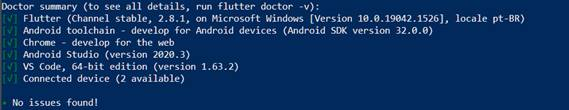 Doctor summary (to see all details, run flutter doctor -v):
[√] Flutter (Channel stable, 2.8.1, on Microsoft Windows [Version 10.0.19042.1526], locale pt-BR)
[√] Android toolchain - develop for Android devices (Android SDK version 32.0.0)
[√] Chrome - develop for the web
[√] Android Studio (version 2020.3)
[√] VS Code, 64-bit edition (version 1.63.2)
[√] Connected device (2 available)
• No issues found!